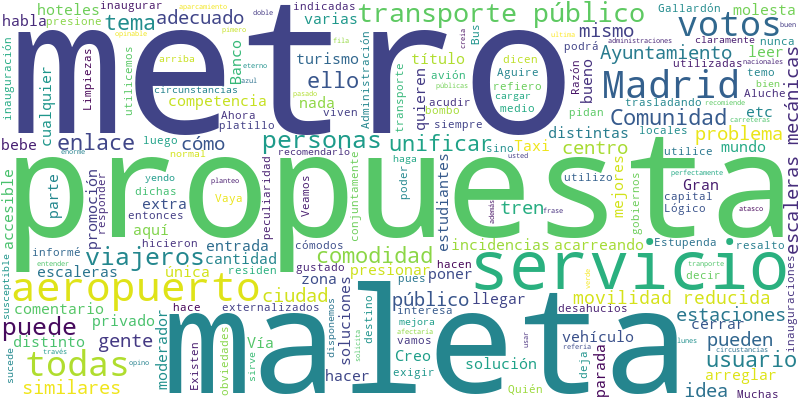 metro
propuesta
maleta
servicio
aeropuerto
Madrid
votos
transporte público
todas
puede
viajeros
personas
unificar
enlace
ello
tema
hoteles
inaugurar
habla
presione
adecuado
indicadas
varias
mismo
Gallardón
molesta
buen
doble
aparcamiento
opinable
pimero
arriba
fila
creía
última
administraciones
claramente
nunca
Ayuntamiento
leer
utilizadas
nacionales
bien
dicen
título
Bus
Banco
turismo
avión
Aguire
podrá
Razón
bueno
temo
Aluche
mecánicas
inauguración
cualquier
Limpiezas
utilicemos
circunstancias
eterno
azul
pasado
competencia
Ahora
platillo
nada
viven
Administración
transporte
quieren
refiero
cargar
medio
públicas
acudir
bombo
siempre
trasladando
recomiende
carreteras
Comunidad
etc
pidan
distintas
locales
problema
bebe
cómo
luego
sino
Taxi
centro
utilice
mundo
escaleras
accesible
enorme
normal
recomendarlo
haga
usted
yendo
planteo
dichas
poder
utilizo
perfectamente
parte
promoción
responder
extra
entonces
Vaya
peculiaridad
Veamos
conjuntamente
estudiantes
tren
además
frase
mejores
gobiernos
Gran
capital
Lógico
atasco
aquí
hicieron
informé
entrada
cómodos
incidencias
acarreando
Estupenda
resalto
susceptible
entender
escaleras
única
cantidad
residen
gustado
comodidad
presionar
hacen
poner
tranporte
decir
inauguraciones
ciudad
zona
soluciones
público
pues
llegar
movilidad reducida
comentario
privado
moderador
hace
externalizados
disponemos
destino
interesa
mejora
afectaría
desahucios
verde
estaciones
cerrar
gente
distinto
Vía
vamos
vehículo
pueden
lunes
circustancias
sucede
través
opino
Existen
obviedades
sirve
hacer
solicita
Creo
exigir
solución
usar
refería
deja
parada
usuario
arreglar
similares
Quién
idea
Muchas